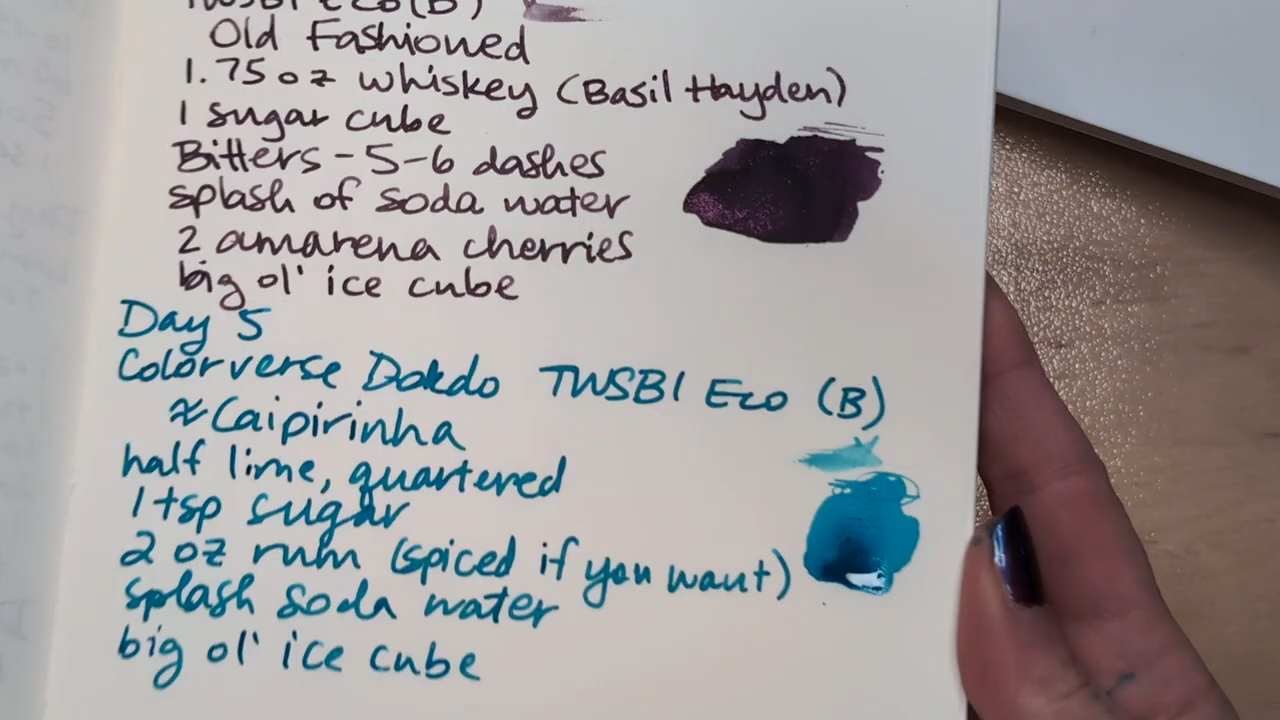 TWSBI Eco (B)
Old Fashioned
1.75 oz whiskey (Basil Hayden)
1 sugar cube
Bitters - 5-6 dashes
splash of soda water
2 amarena cherries
big ol' ice cube
Day 5
Colorverse Dokdo TWSBI Eco (B)
≈ Caipirinha
half lime, quartered
1 tsp sugar
2 oz rum (spiced if you want)
splash soda water
big ol' ice cube